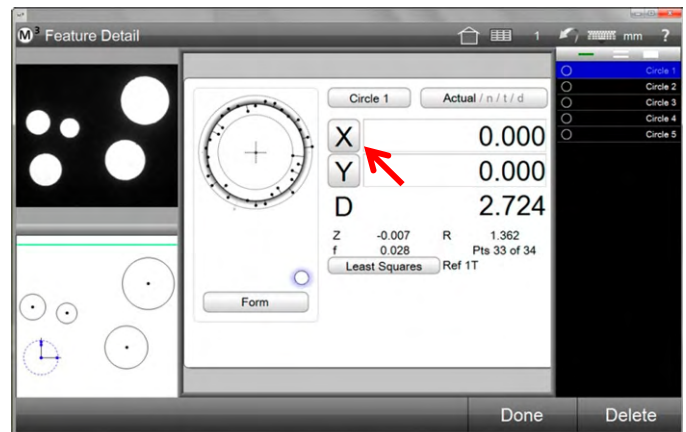 M3 Feature Detail
1
mm
?
Circle 1
Actual / n / t / d
X
0.000
Y
0.000
D
2.724
Z -0.007 R 1.362
f 0.028 Pts 33 of 34
Least Squares Ref 1T
Form
Circle 1
Circle 2
Circle 3
Circle 4
Circle 5
Done
Delete